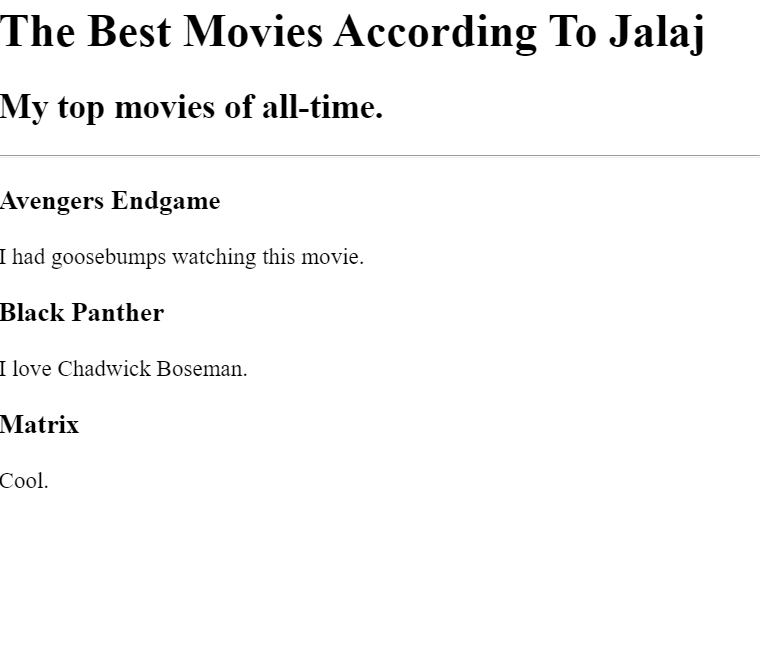 The Best Movies According To Jalaj
My top movies of all-time.
Avengers Endgame
I had goosebumps watching this movie.
Black Panther
I love Chadwick Boseman.
Matrix
Cool.